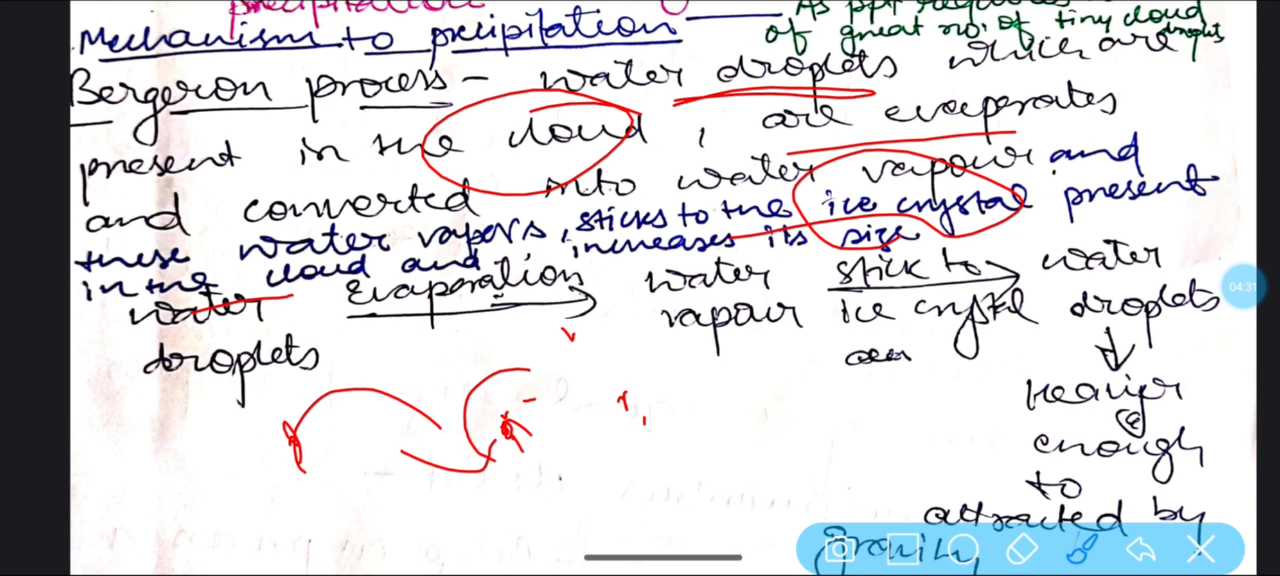 precipitation
Mechanism to precipitation — As ppt requires
of great no. of tiny cloud droplets
Bergeron process - water droplets which are
present in the cloud, are evaporates
and converted into water vapour and
these water vapors, sticks to the ice crystal present
in the cloud and increases its size
water droplets Evaporation water vapour stick to ice crystal water droplets
Heavier
enough
to
attracted by
gravity
04:31